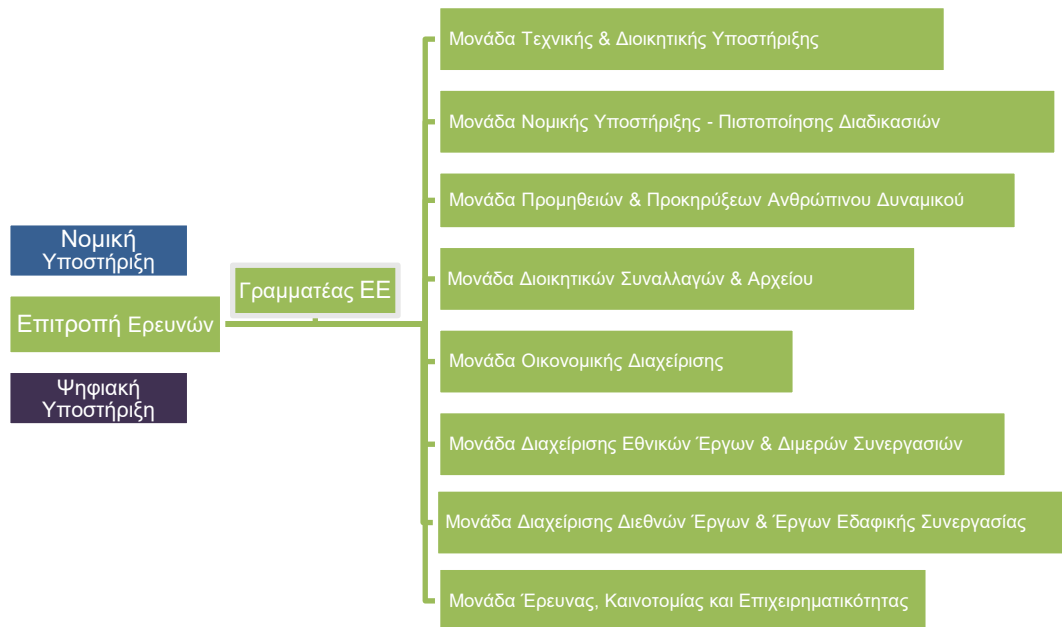 Νομική
Υποστήριξη
Επιτροπή Ερευνών
Ψηφιακή
Υποστήριξη
Γραμματέας ΕΕ
Μονάδα Τεχνικής & Διοικητικής Υποστήριξης
Μονάδα Νομικής Υποστήριξης - Πιστοποίησης Διαδικασιών
Μονάδα Προμηθειών & Προκηρύξεων Ανθρώπινου Δυναμικού
Μονάδα Διοικητικών Συναλλαγών & Αρχείου
Μονάδα Οικονομικής Διαχείρισης
Μονάδα Διαχείρισης Εθνικών Έργων & Διμερών Συνεργασιών
Μονάδα Διαχείρισης Διεθνών Έργων & Έργων Εδαφικής Συνεργασίας
Μονάδα Έρευνας, Καινοτομίας και Επιχειρηματικότητας